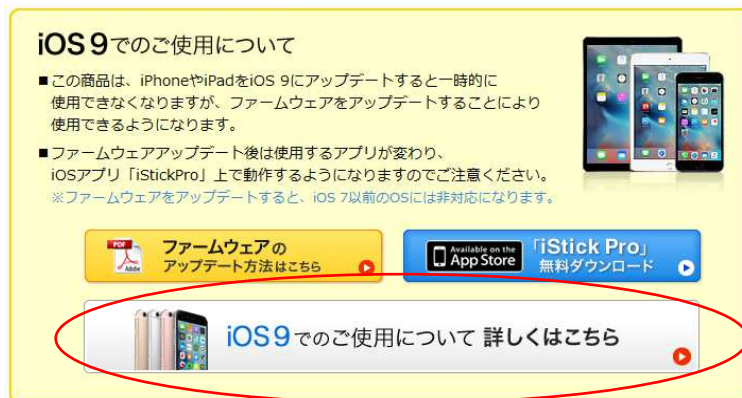 iOS 9でのご使用について
■この商品は、iPhoneやiPadをiOS 9にアップデートすると一時的に
使用できなくなりますが、ファームウェアをアップデートすることにより
使用できるようになります。
■ファームウェアアップデート後は使用するアプリが変わり、
iOSアプリ「iStickPro」上で動作するようになりますのでご注意ください。
※ファームウェアをアップデートすると、iOS 7以前のOSには非対応になります。
PDF
Adobe
ファームウェアの
アップデート方法はこちら
Available on the
App Store
「iStick Pro」
無料ダウンロード
iOS 9でのご使用について 詳しくはこちら